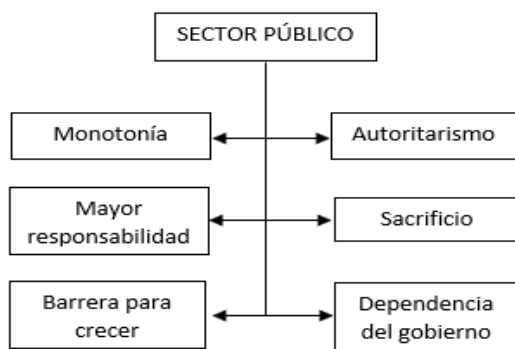 SECTOR PÚBLICO
Monotonía
Autoritarismo
Mayor
responsabilidad
Sacrificio
Barrera para
crecer
Dependencia
del gobierno